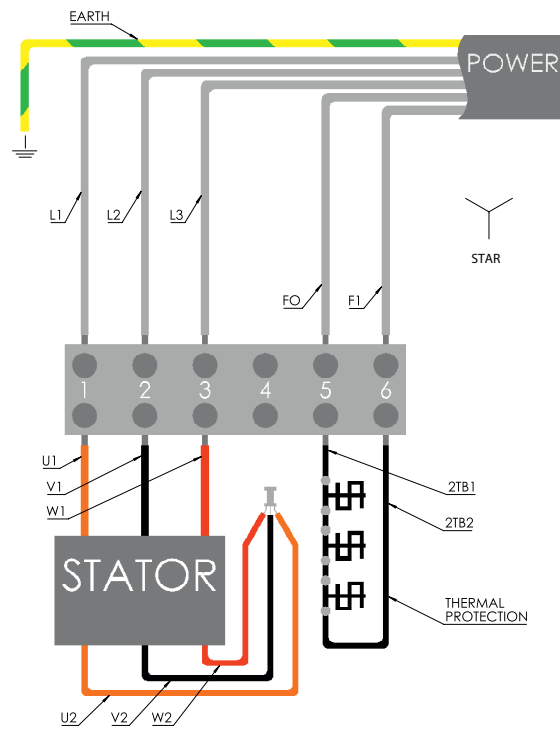 EARTH
POWER
L1
L2
L3
STAR
FO
F1
1 2 3 4 5 6
U1
V1
W1
2TB1
2TB2
STATOR
THERMAL
PROTECTION
U2
V2
W2